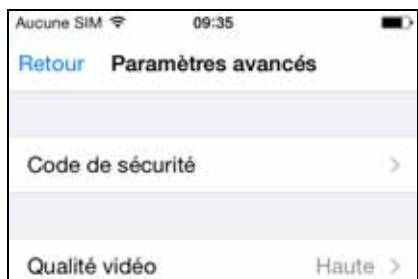 Aucune SIM 09:35
Retour Paramètres avancés
Code de sécurité
Qualité vidéo Haute